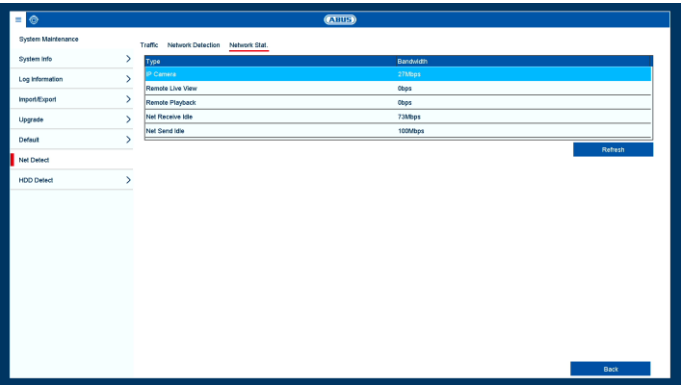 ABUS
System Maintenance
System Info
Log Information
Import/Export
Upgrade
Default
Net Detect
HDD Detect
Traffic Network Detection Network Stat.
Type Bandwidth
IP Camera 27Mbps
Remote Live View 0bps
Remote Playback 0bps
Net Receive Idle 73Mbps
Net Send Idle 100Mbps
Refresh
Back